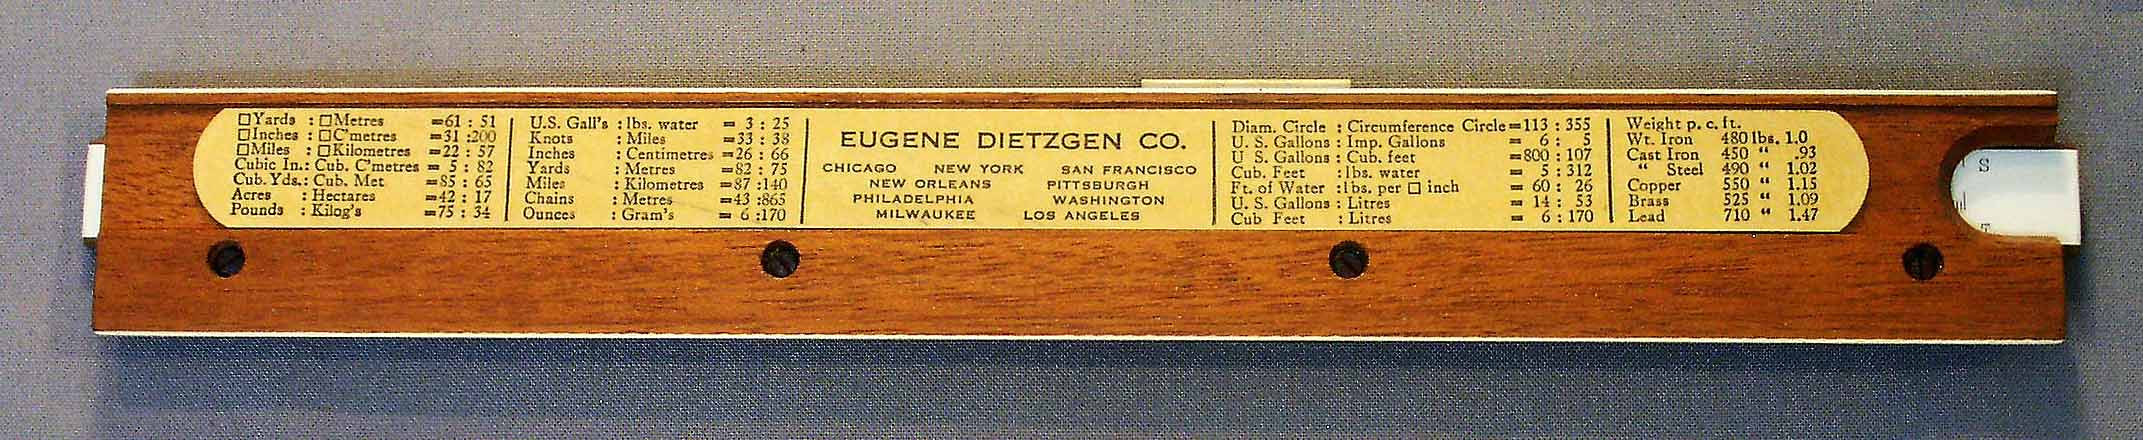 □Yards : □Metres =61 : 51
□Inches : □C'metres =31 :200
□Miles : □Kilometres =22 : 57
Cubic In.: Cub. C'metres = 5 : 82
Cub. Yds.: Cub. Met =85 : 65
Acres : Hectares =42 : 17
Pounds : Kilog's =75 : 34
U.S. Gall's : lbs. water = 3 : 25
Knots : Miles =33 : 38
Inches : Centimetres =26 : 66
Yards : Metres =82 : 75
Miles : Kilometres =87 :140
Chains : Metres =43 :865
Ounces : Gram's = 6 :170
EUGENE DIETZGEN CO.
CHICAGO NEW YORK SAN FRANCISCO
NEW ORLEANS PITTSBURGH
PHILADELPHIA WASHINGTON
MILWAUKEE LOS ANGELES
Diam. Circle : Circumference Circle=113 : 355
U. S. Gallons : Imp. Gallons = 6 : 5
U S. Gallons : Cub. feet =800 : 107
Cub. Feet : lbs. water = 5 : 312
Ft. of Water : lbs. per □ inch = 60 : 26
U. S. Gallons : Litres = 14 : 53
Cub Feet : Litres = 6 : 170
Weight p. c. ft.
Wt. Iron 480 lbs. 1.0
Cast Iron 450 " .93
" Steel 490 " 1.02
Copper 550 " 1.15
Brass 525 " 1.09
Lead 710 " 1.47
S
T